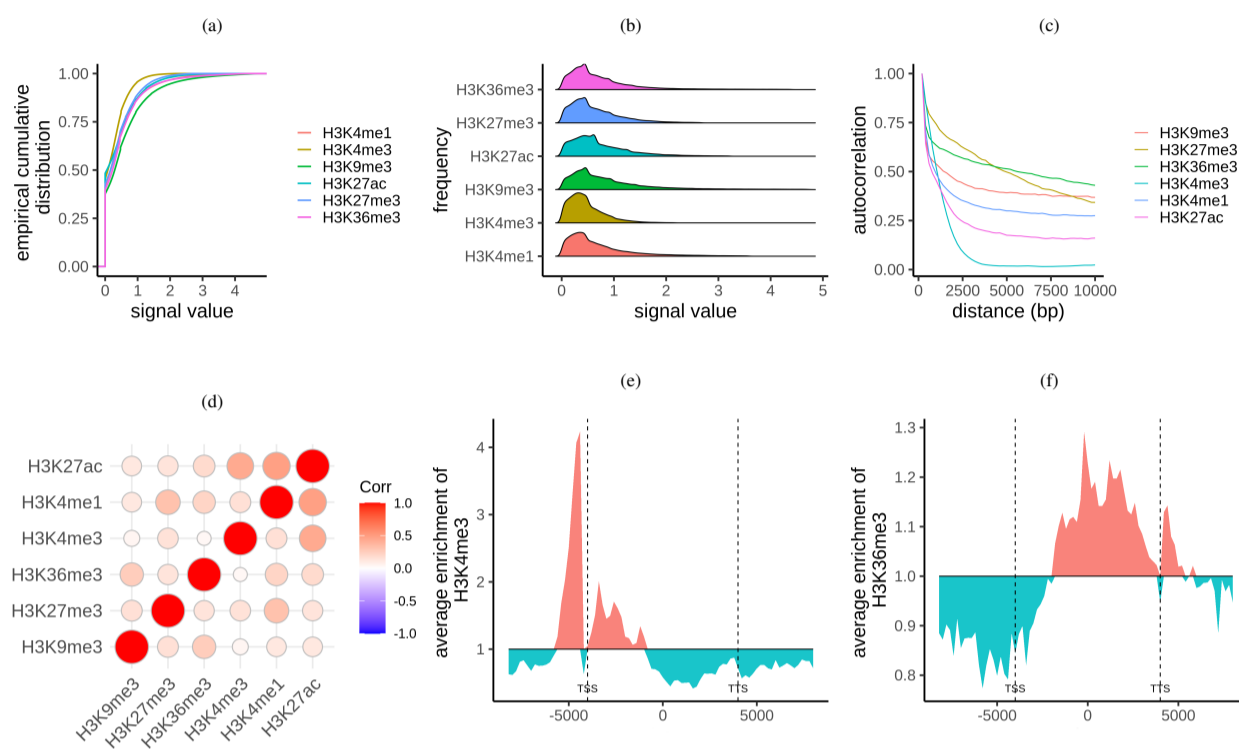 (a)
empirical cumulative
distribution
1.00
0.75
0.50
0.25
0.00
0 1 2 3 4
signal value
H3K4me1
H3K4me3
H3K9me3
H3K27ac
H3K27me3
H3K36me3
(b)
frequency
H3K36me3
H3K27me3
H3K27ac
H3K9me3
H3K4me3
H3K4me1
0 1 2 3 4 5
signal value
(c)
autocorrelation
1.00
0.75
0.50
0.25
0.00
0 2500 5000 7500 10000
distance (bp)
H3K9me3
H3K27me3
H3K36me3
H3K4me3
H3K4me1
H3K27ac
(d)
H3K27ac
H3K4me1
H3K4me3
H3K36me3
H3K27me3
H3K9me3
H3K9me3 H3K27me3 H3K36me3 H3K4me3 H3K4me1 H3K27ac
Corr
1.0
0.5
0.0
-0.5
-1.0
(e)
average enrichment of
H3K4me3
4
3
2
1
TSS TTS
-5000 0 5000
(f)
average enrichment of
H3K36me3
1.3
1.2
1.1
1.0
0.9
0.8
TSS TTS
-5000 0 5000